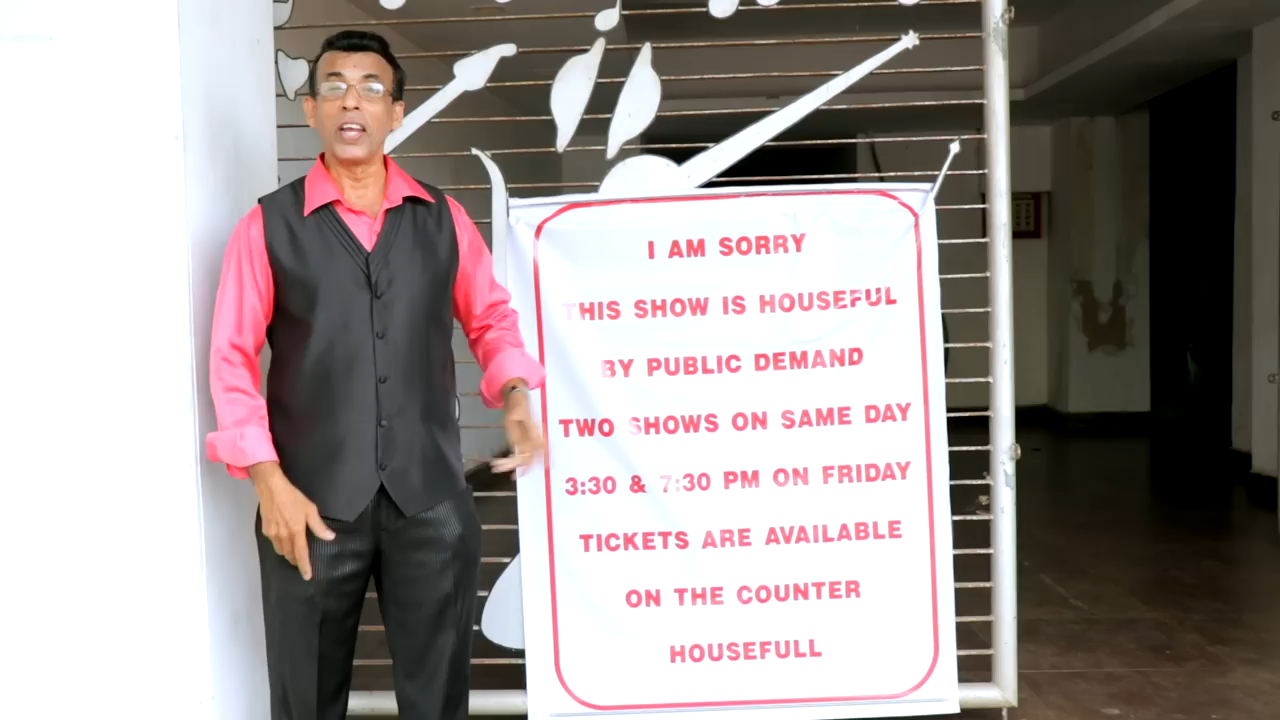 I AM SORRY
THIS SHOW IS HOUSEFUL
BY PUBLIC DEMAND
TWO SHOWS ON SAME DAY
3:30 & 7:30 PM ON FRIDAY
TICKETS ARE AVAILABLE
ON THE COUNTER
HOUSEFULL